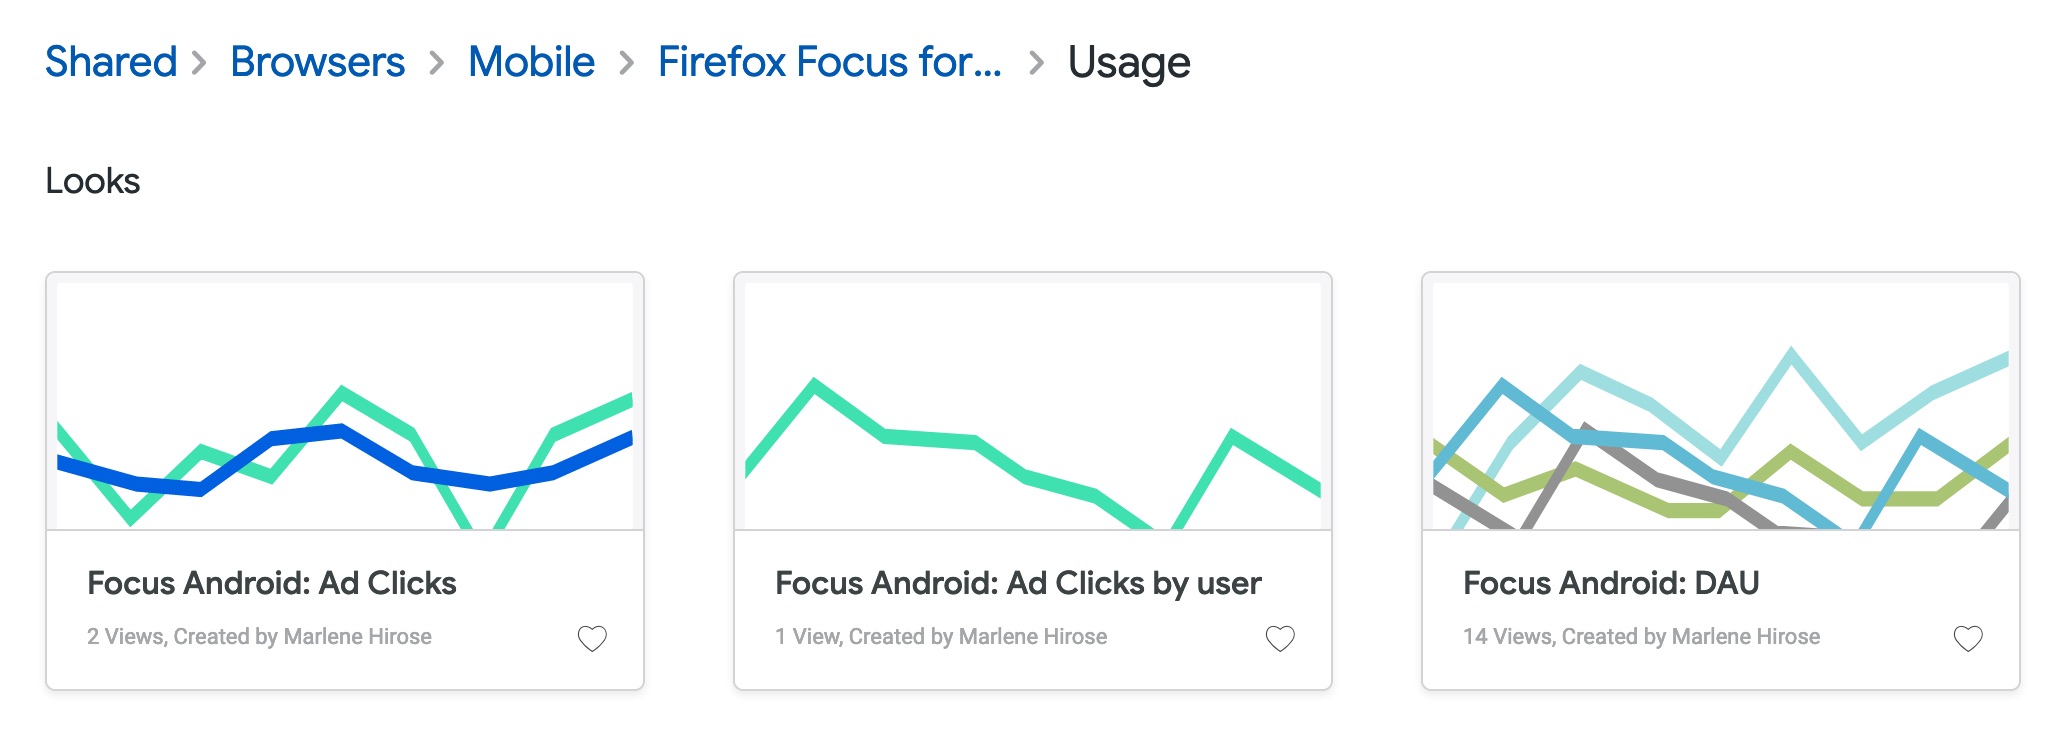 Shared > Browsers > Mobile > Firefox Focus for... > Usage
Looks
Focus Android: Ad Clicks
2 Views, Created by Marlene Hirose
Focus Android: Ad Clicks by user
1 View, Created by Marlene Hirose
Focus Android: DAU
14 Views, Created by Marlene Hirose